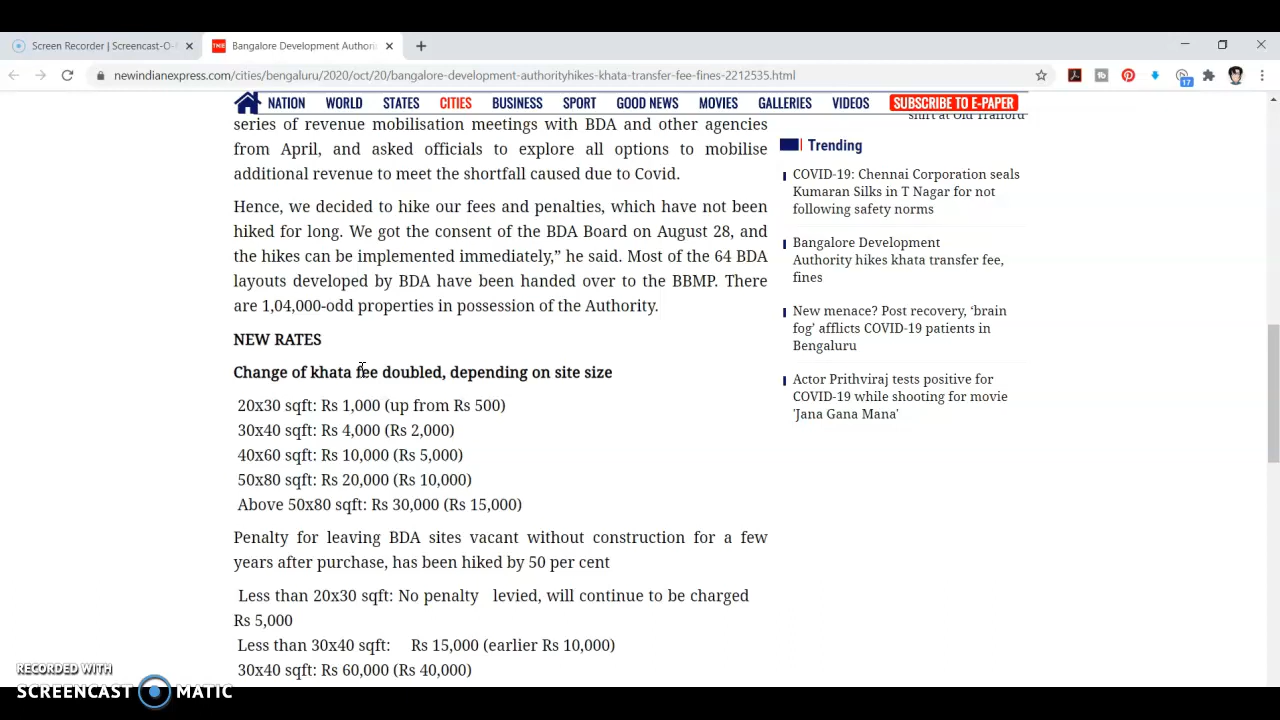 Screen Recorder | Screencast-O-
Bangalore Development Authori
newindianexpress.com/cities/bengaluru/2020/oct/20/bangalore-development-authorityhikes-khata-transfer-fee-fines-2212535.html
17
NATION WORLD STATES CITIES BUSINESS SPORT GOOD NEWS MOVIES GALLERIES VIDEOS SUBSCRIBE TO E-PAPER
series of revenue mobilisation meetings with BDA and other agencies
from April, and asked officials to explore all options to mobilise
additional revenue to meet the shortfall caused due to Covid.
Hence, we decided to hike our fees and penalties, which have not been
hiked for long. We got the consent of the BDA Board on August 28, and
the hikes can be implemented immediately,” he said. Most of the 64 BDA
layouts developed by BDA have been handed over to the BBMP. There
are 1,04,000-odd properties in possession of the Authority.
NEW RATES
Change of khata fee doubled, depending on site size
20x30 sqft: Rs 1,000 (up from Rs 500)
30x40 sqft: Rs 4,000 (Rs 2,000)
40x60 sqft: Rs 10,000 (Rs 5,000)
50x80 sqft: Rs 20,000 (Rs 10,000)
Above 50x80 sqft: Rs 30,000 (Rs 15,000)
Penalty for leaving BDA sites vacant without construction for a few
years after purchase, has been hiked by 50 per cent
Less than 20x30 sqft: No penalty levied, will continue to be charged
Rs 5,000
Less than 30x40 sqft: Rs 15,000 (earlier Rs 10,000)
30x40 sqft: Rs 60,000 (Rs 40,000)
shirt at Old Trafford
Trending
COVID-19: Chennai Corporation seals
Kumaran Silks in T Nagar for not
following safety norms
Bangalore Development
Authority hikes khata transfer fee,
fines
New menace? Post recovery, ‘brain
fog’ afflicts COVID-19 patients in
Bengaluru
Actor Prithviraj tests positive for
COVID-19 while shooting for movie
'Jana Gana Mana'
RECORDED WITH
SCREENCAST MATIC